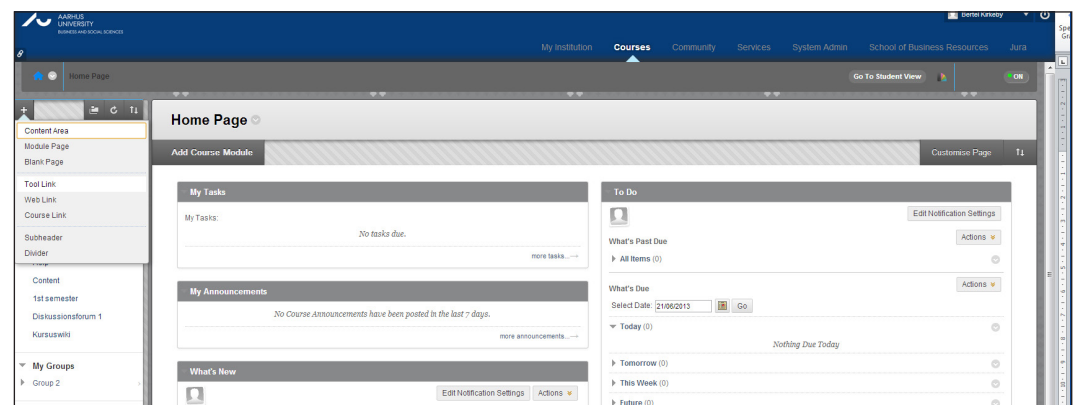 AARHUS
UNIVERSITY
BUSINESS AND SOCIAL SCIENCES
Bertel Kirkeby
My Institution Courses Community Services System Admin School of Business Resources Jura
Home Page
Go To Student View
ON
Content Area
Module Page
Blank Page
Tool Link
Web Link
Course Link
Subheader
Divider
Help
Content
1st semester
Diskussionsforum 1
Kursuswiki
My Groups
Group 2
Home Page
Add Course Module
Customise Page
My Tasks
My Tasks:
No tasks due.
more tasks...→
My Announcements
No Course Announcements have been posted in the last 7 days.
more announcements...→
What's New
Edit Notification Settings Actions
To Do
Edit Notification Settings
What's Past Due
Actions
All Items (0)
What's Due
Actions
Select Date: 21/06/2013 Go
Today (0)
Nothing Due Today
Tomorrow (0)
This Week (0)
Future (0)